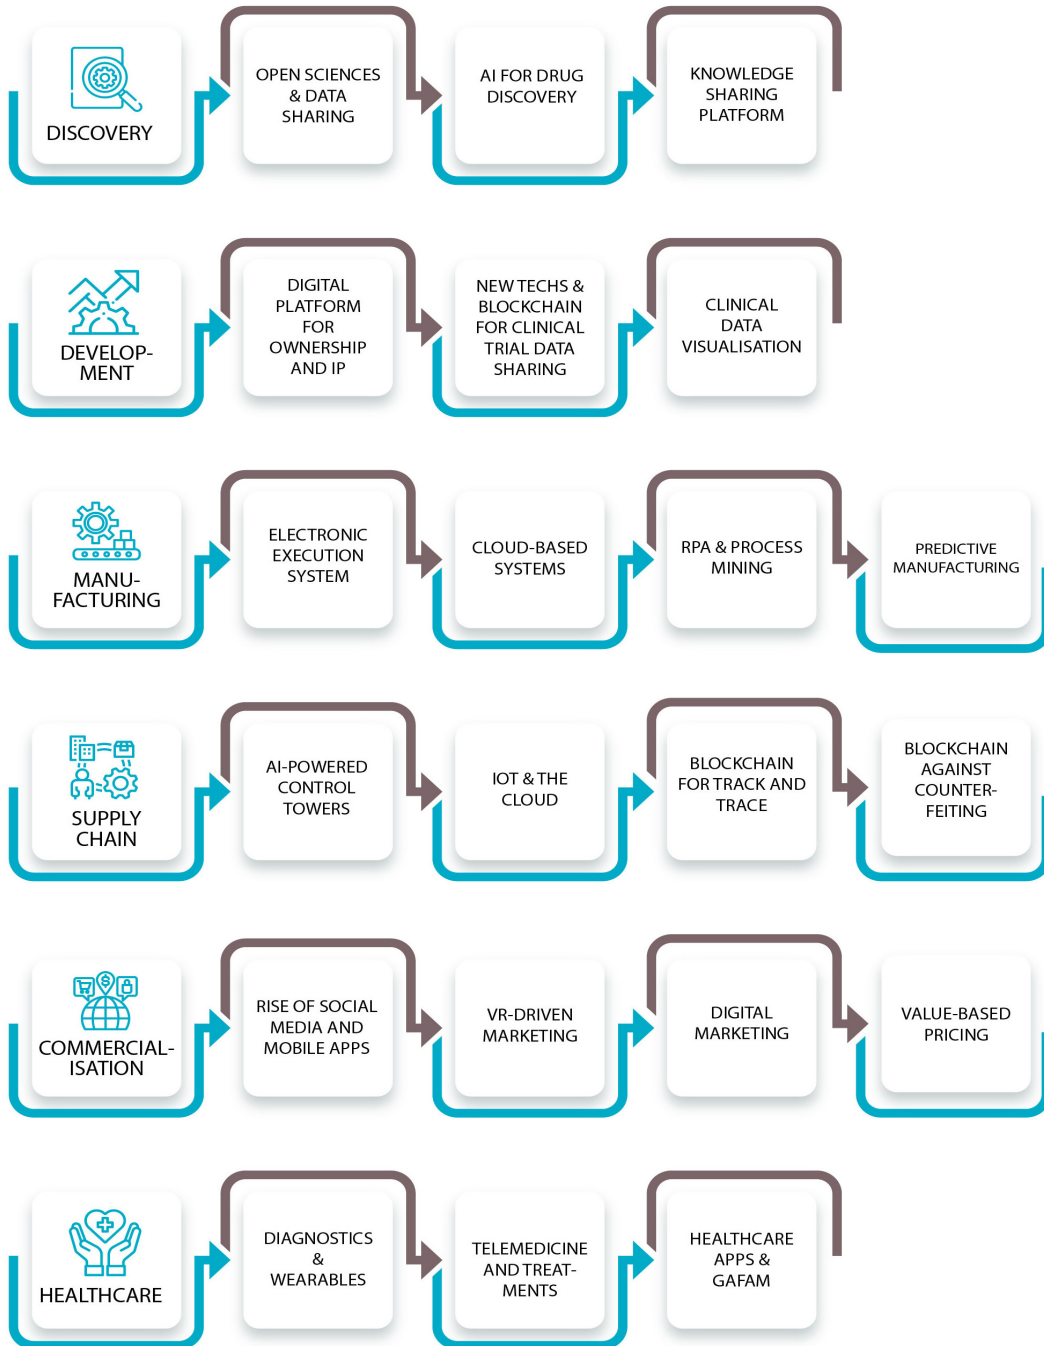 DISCOVERY
OPEN SCIENCES
& DATA
SHARING
AI FOR DRUG
DISCOVERY
KNOWLEDGE
SHARING
PLATFORM
DEVELOP-
MENT
DIGITAL
PLATFORM
FOR
OWNERSHIP
AND IP
NEW TECHS &
BLOCKCHAIN
FOR CLINICAL
TRIAL DATA
SHARING
CLINICAL
DATA
VISUALISATION
MANU-
FACTURING
ELECTRONIC
EXECUTION
SYSTEM
CLOUD-BASED
SYSTEMS
RPA & PROCESS
MINING
PREDICTIVE
MANUFACTURING
SUPPLY
CHAIN
AI-POWERED
CONTROL
TOWERS
IOT & THE
CLOUD
BLOCKCHAIN
FOR TRACK AND
TRACE
BLOCKCHAIN
AGAINST
COUNTER-
FEITING
COMMERCIAL-
ISATION
RISE OF SOCIAL
MEDIA AND
MOBILE APPS
VR-DRIVEN
MARKETING
DIGITAL
MARKETING
VALUE-BASED
PRICING
HEALTHCARE
DIAGNOSTICS
&
WEARABLES
TELEMEDICINE
AND TREAT-
MENTS
HEALTHCARE
APPS &
GAFAM